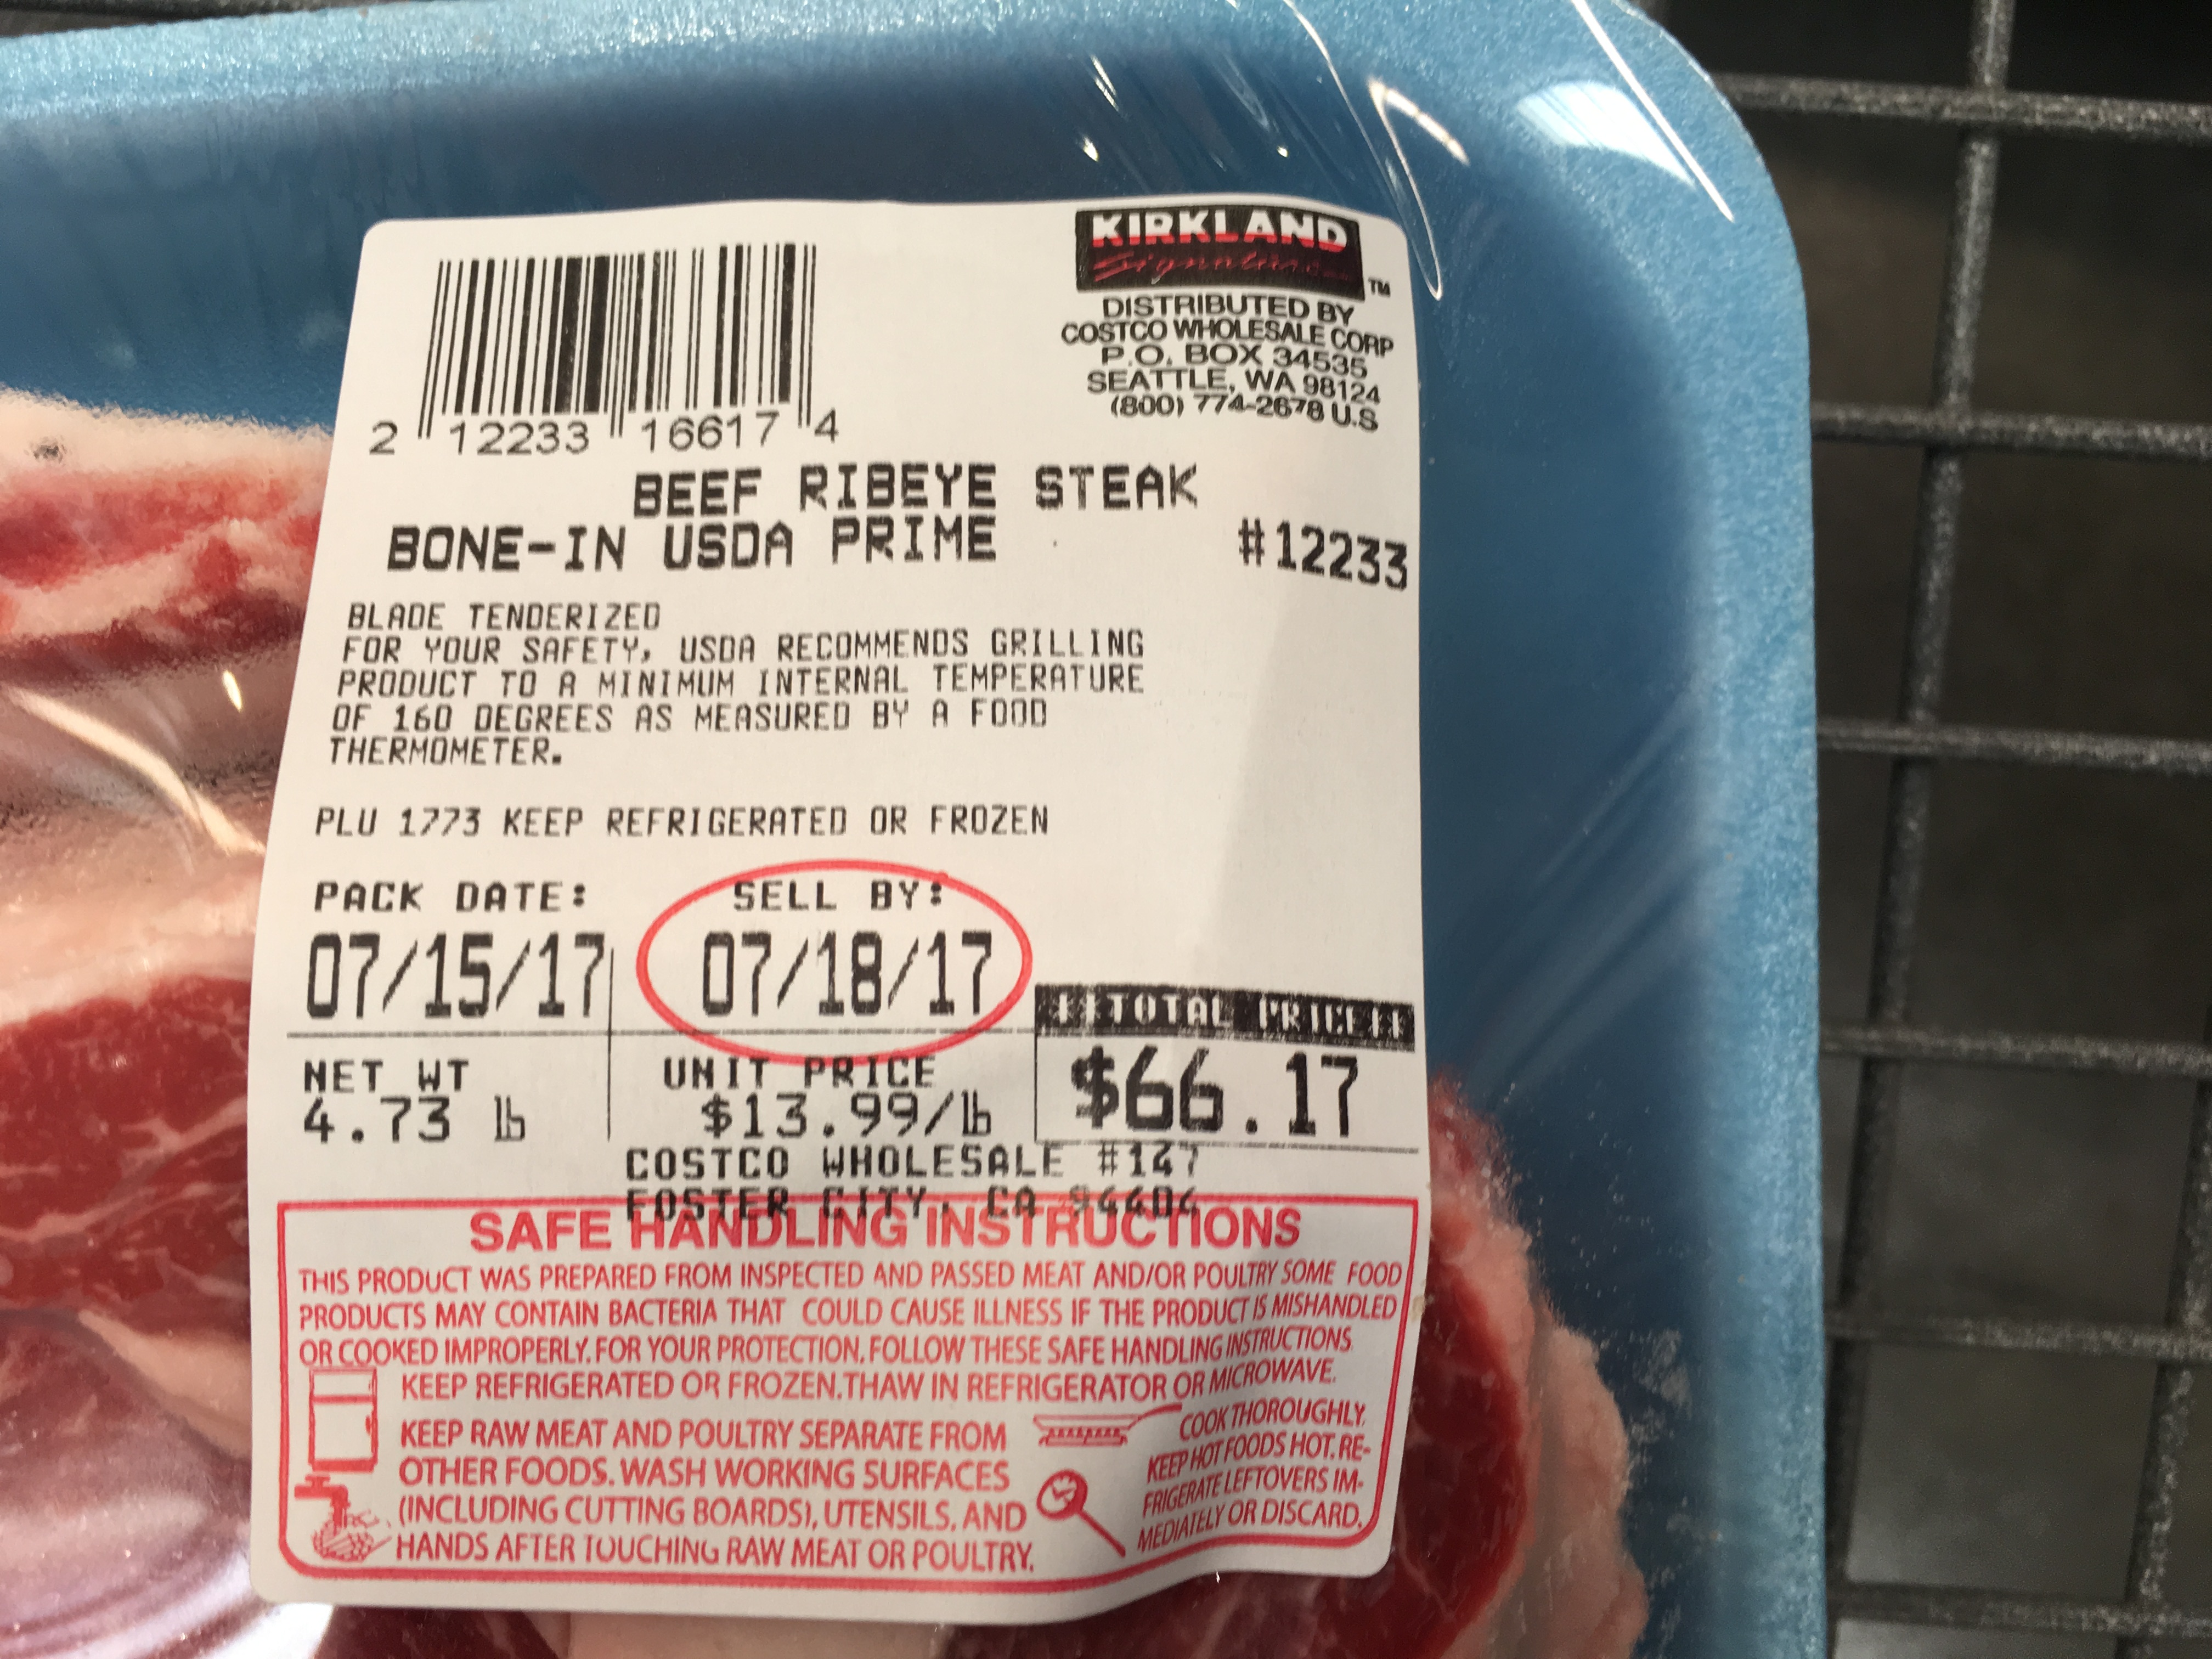 KIRKLAND
Signature
TM
DISTRIBUTED BY
COSTCO WHOLESALE CORP
P.O. BOX 34535
SEATTLE, WA 98124
(800) 774-2678 U.S
2 12233 16617 4
BEEF RIBEYE STEAK
BONE-IN USDA PRIME #12233
BLADE TENDERIZED
FOR YOUR SAFETY, USDA RECOMMENDS GRILLING
PRODUCT TO A MINIMUM INTERNAL TEMPERATURE
OF 160 DEGREES AS MEASURED BY A FOOD
THERMOMETER.
PLU 1773 KEEP REFRIGERATED OR FROZEN
PACK DATE: SELL BY:
07/15/17 07/18/17
TOTAL PRICE
NET WT UNIT PRICE
4.73 lb $13.99/lb $66.17
COSTCO WHOLESALE #147
FOSTER CITY, CA 94404
SAFE HANDLING INSTRUCTIONS
THIS PRODUCT WAS PREPARED FROM INSPECTED AND PASSED MEAT AND/OR POULTRY SOME FOOD
PRODUCTS MAY CONTAIN BACTERIA THAT COULD CAUSE ILLNESS IF THE PRODUCT IS MISHANDLED
OR COOKED IMPROPERLY. FOR YOUR PROTECTION, FOLLOW THESE SAFE HANDLING INSTRUCTIONS.
KEEP REFRIGERATED OR FROZEN. THAW IN REFRIGERATOR OR MICROWAVE.
KEEP RAW MEAT AND POULTRY SEPARATE FROM
OTHER FOODS. WASH WORKING SURFACES
(INCLUDING CUTTING BOARDS), UTENSILS, AND
HANDS AFTER TOUCHING RAW MEAT OR POULTRY.
COOK THOROUGHLY.
KEEP HOT FOODS HOT. RE-
FRIGERATE LEFTOVERS IM-
MEDIATELY OR DISCARD.